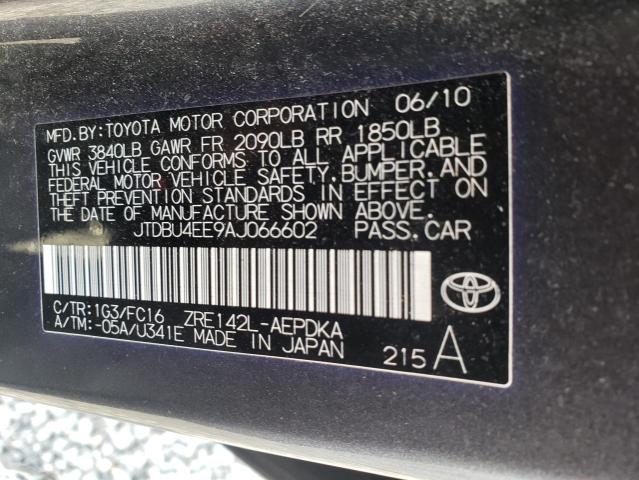 MFD.BY:TOYOTA MOTOR CORPORATION 06/10
GVWR 3840LB GAWR FR 2090LB RR 1850LB
THIS VEHICLE CONFORMS TO ALL APPLICABLE
FEDERAL MOTOR VEHICLE SAFETY,BUMPER,AND
THEFT PREVENTION STANDARDS IN EFFECT ON
THE DATE OF MANUFACTURE SHOWN ABOVE.
JTDBU4EE9AJ066602 PASS.CAR
C/TR:1G3/FC16 ZRE142L-AEPDKA
A/TM:-05A/U341E MADE IN JAPAN
215A